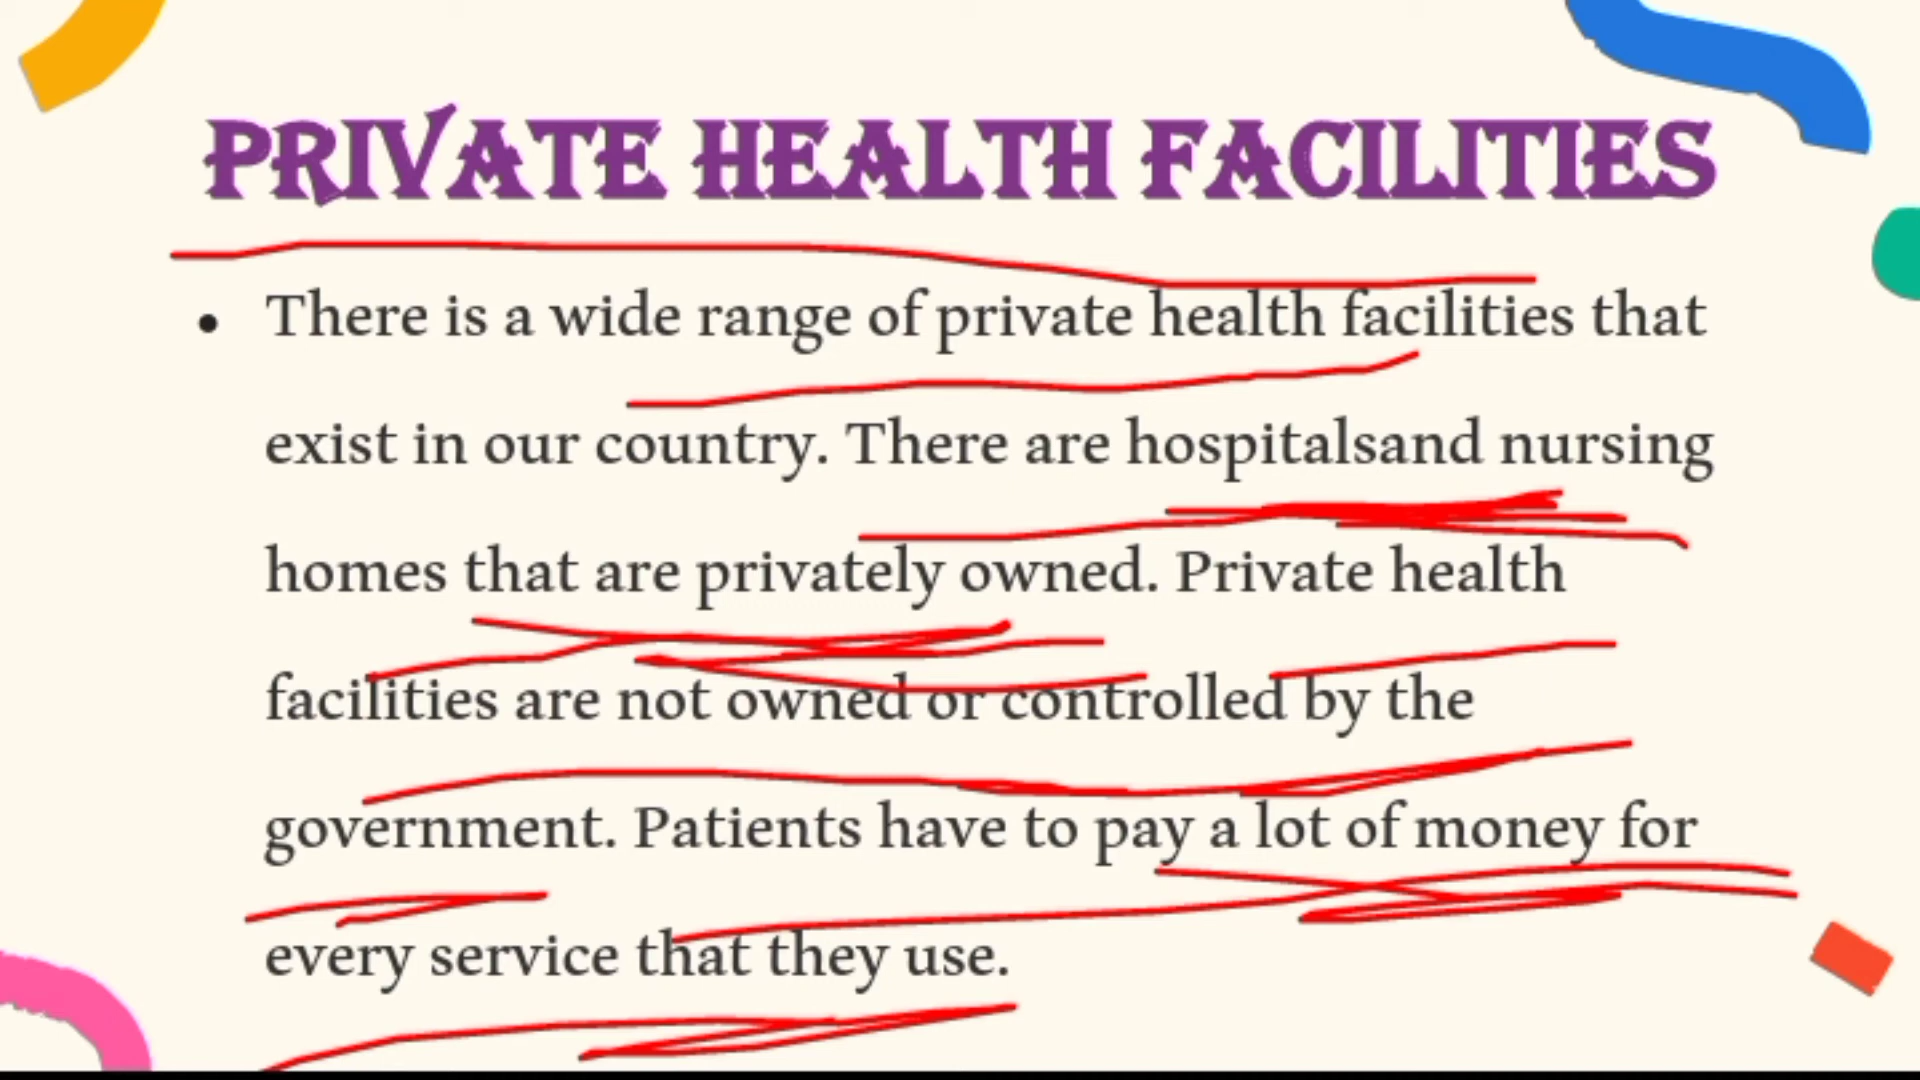 PRIVATE HEALTH FACILITIES
• There is a wide range of private health facilities that
exist in our country. There are hospitalsand nursing
homes that are privately owned. Private health
facilities are not owned or controlled by the
government. Patients have to pay a lot of money for
every service that they use.